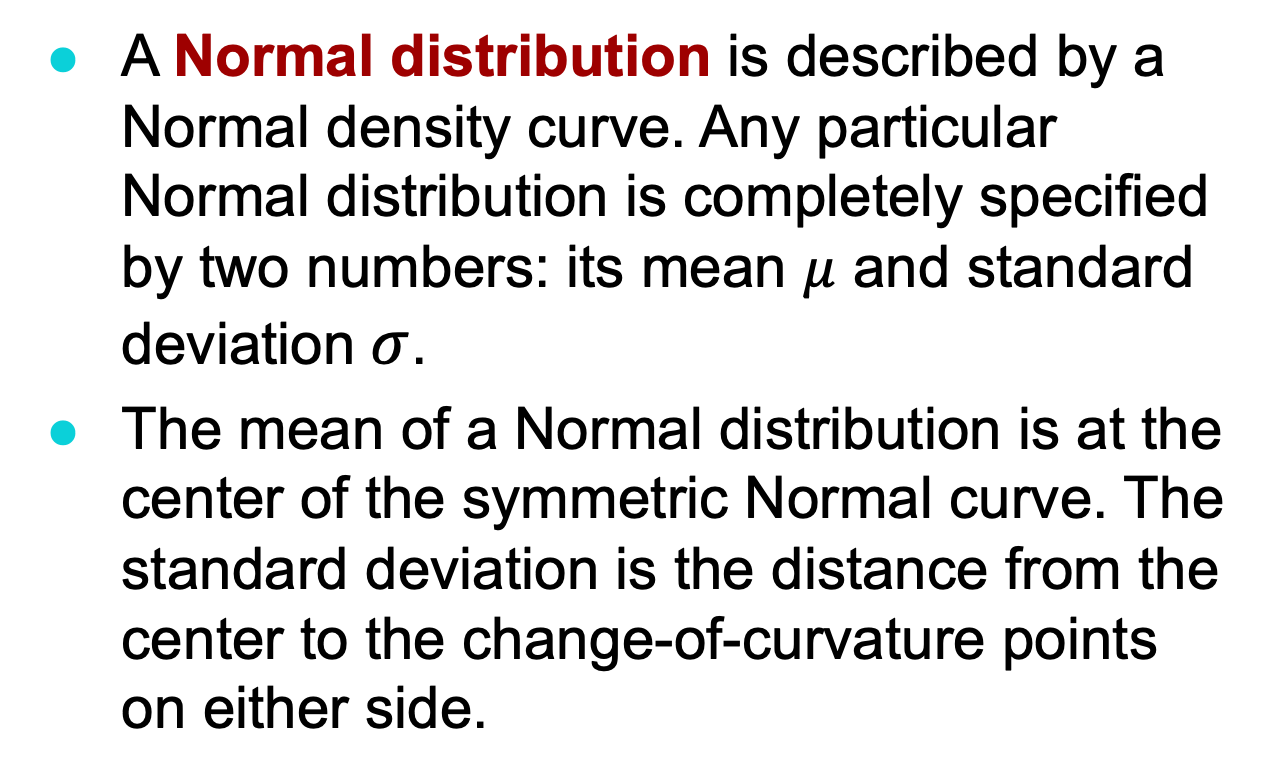 ● A Normal distribution is described by a
Normal density curve. Any particular
Normal distribution is completely specified
by two numbers: its mean μ and standard
deviation σ.
● The mean of a Normal distribution is at the
center of the symmetric Normal curve. The
standard deviation is the distance from the
center to the change-of-curvature points
on either side.